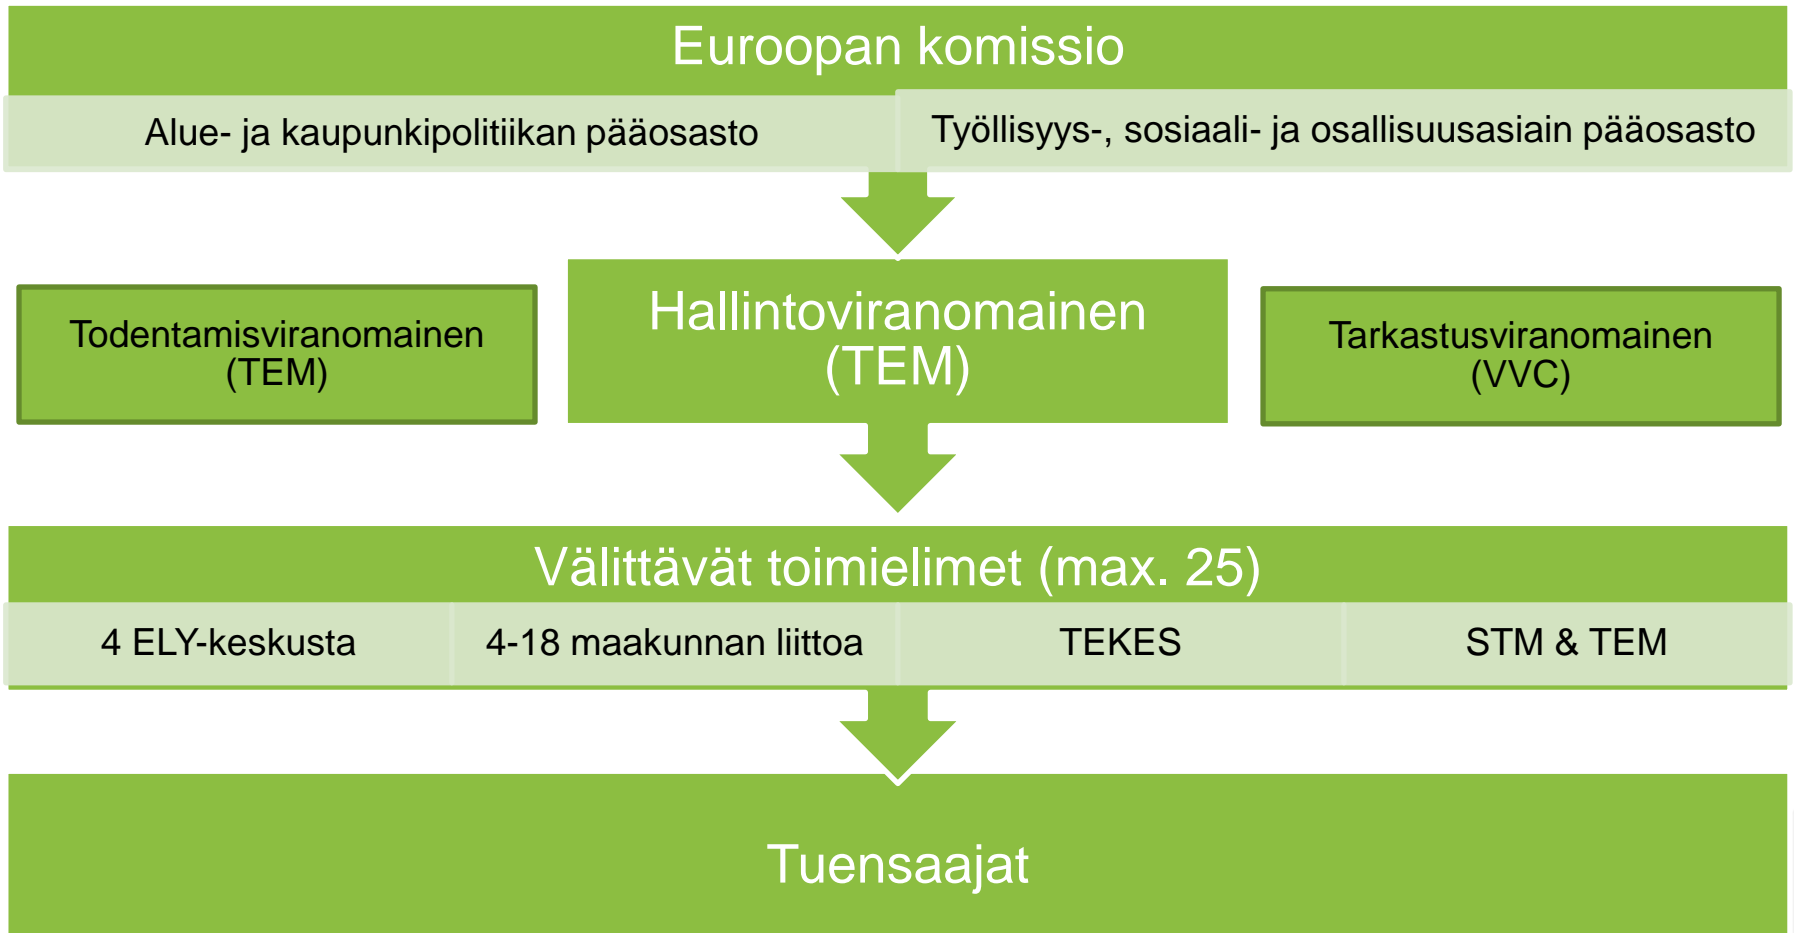 Euroopan komissio
Alue- ja kaupunkipolitiikan pääosasto
Työllisyys-, sosiaali- ja osallisuusasiain pääosasto
Todentamisviranomainen
(TEM)
Hallintoviranomainen
(TEM)
Tarkastusviranomainen
(VVC)
Välittävät toimielimet (max. 25)
4 ELY-keskusta
4-18 maakunnan liittoa
TEKES
STM & TEM
Tuensaajat